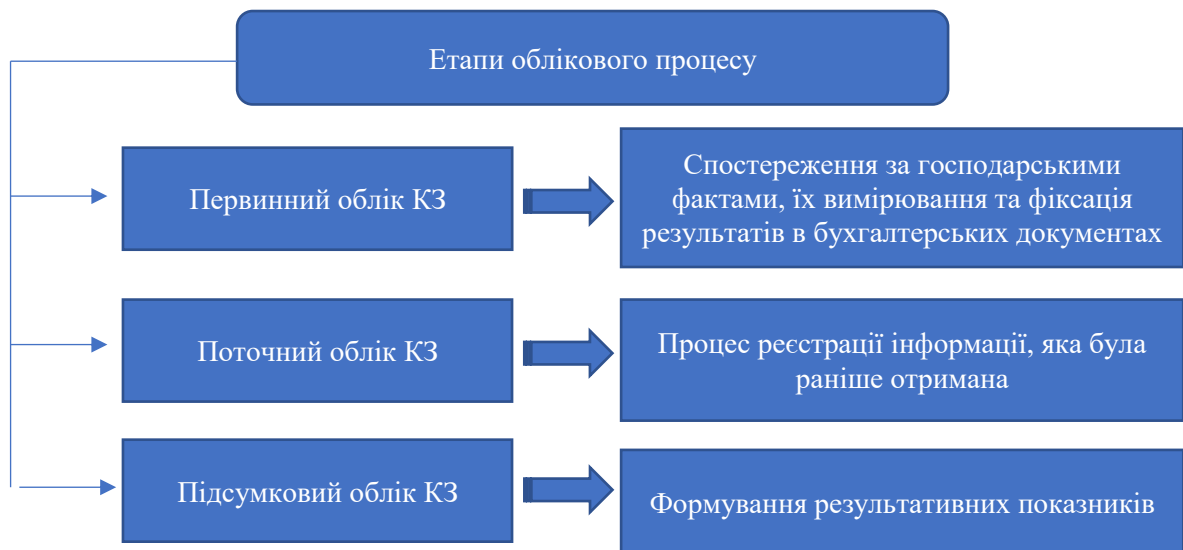 Етапи облікового процесу
Первинний облік КЗ
Спостереження за господарськими
фактами, їх вимірювання та фіксація
результатів в бухгалтерських документах
Поточний облік КЗ
Процес реєстрації інформації, яка була
раніше отримана
Підсумковий облік КЗ
Формування результативних показників